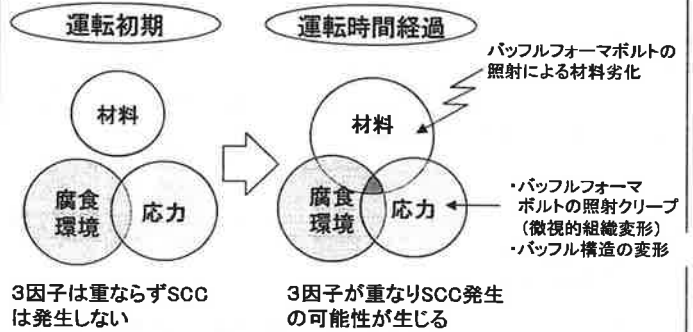 運転初期
運転時間経過
バッフルフォーマボルトの
照射による材料劣化
材料
材料
腐食
環境
応力
腐食
環境
応力
・バッフルフォーマ
ボルトの照射クリープ
(微視的組織変形)
・バッフル構造の変形
3因子は重ならずSCC
は発生しない
3因子が重なりSCC発生
の可能性が生じる